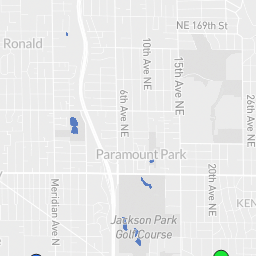 NE 169th St
Ronald
10th Ave NE
15th Ave NE
6th Ave NE
26th Ave NE
Paramount Park
20th Ave NE
Meridian Ave N
KEN
Jackson Park
Golf Course